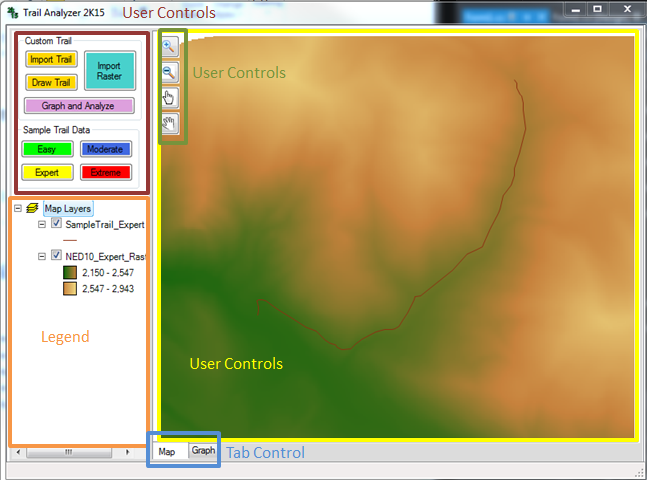 Trail Analyzer 2K15
User Controls
Custom Trail
Import Trail
Import Raster
Draw Trail
Graph and Analyze
Sample Trail Data
Easy
Moderate
Expert
Extreme
User Controls
Map Layers
SampleTrail_Expert
NED10_Expert_Rast
2,150 - 2,547
2,547 - 2,943
Legend
User Controls
Map
Graph
Tab Control